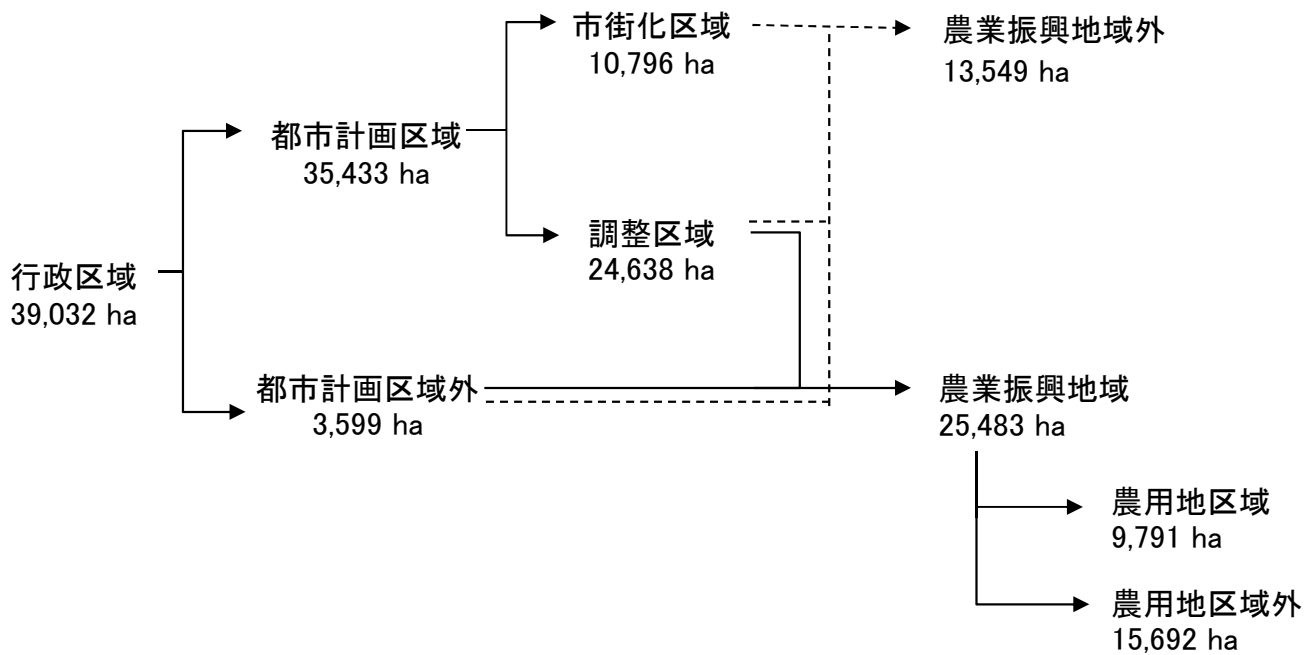 市街化区域
10,796 ha
農業振興地域外
13,549 ha
都市計画区域
35,433 ha
調整区域
24,638 ha
行政区域
39,032 ha
都市計画区域外
3,599 ha
農業振興地域
25,483 ha
農用地区域
9,791 ha
農用地区域外
15,692 ha